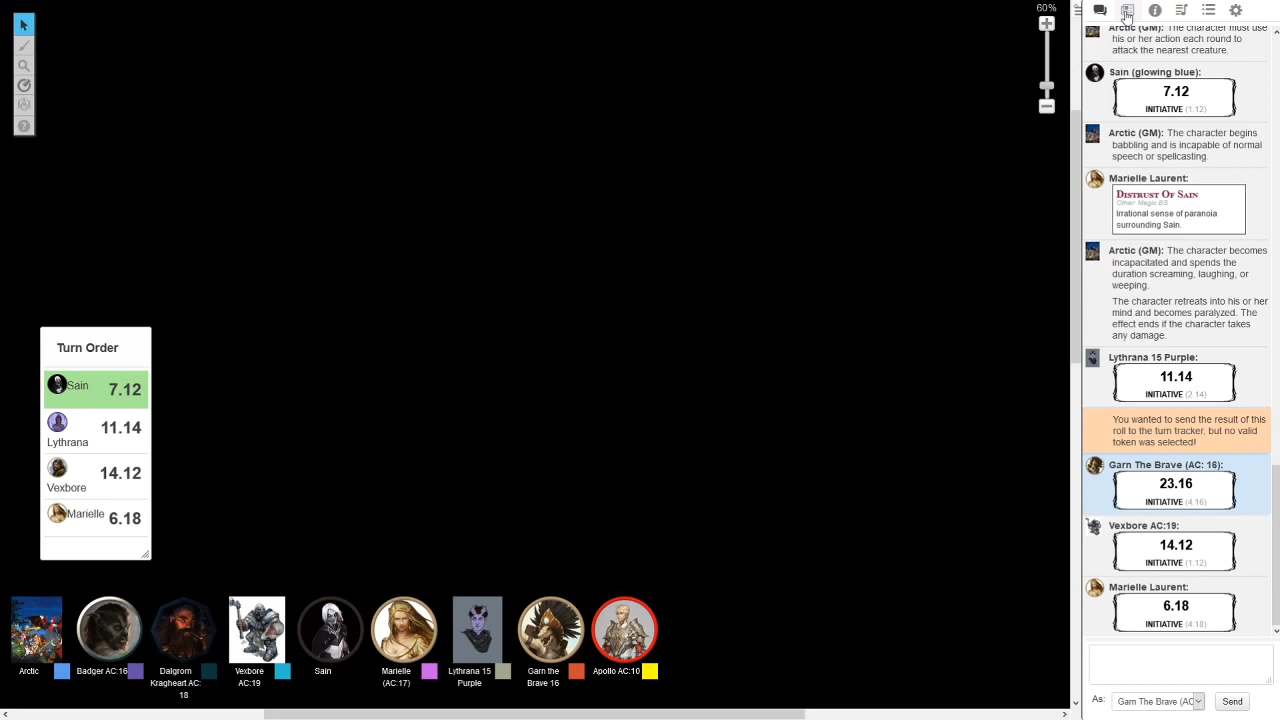 60%
Turn Order
Sain 7.12
Lythrana 11.14
Vexbore 14.12
Marielle 6.18
Arctic
Badger AC:16
Dalgrom
Kragheart AC:
18
Vexbore
AC:19
Sain
Marielle
(AC:17)
Lythrana 15
Purple
Garn the
Brave 16
Apollo AC:10
Arctic (GM): The character must use
his or her action each round to
attack the nearest creature.
Sain (glowing blue):
7.12
INITIATIVE (1.12)
Arctic (GM): The character begins
babbling and is incapable of normal
speech or spellcasting.
Marielle Laurent:
Distrust Of Sain
Other: Magic BS
Irrational sense of paranoia
surrounding Sain.
Arctic (GM): The character becomes
incapacitated and spends the
duration screaming, laughing, or
weeping.
The character retreats into his or her
mind and becomes paralyzed. The
effect ends if the character takes
any damage.
Lythrana 15 Purple:
11.14
INITIATIVE (2.14)
You wanted to send the result of this
roll to the turn tracker, but no valid
token was selected!
Garn The Brave (AC: 16):
23.16
INITIATIVE (4.16)
Vexbore AC:19:
14.12
INITIATIVE (1.12)
Marielle Laurent:
6.18
INITIATIVE (4.18)
As: Garn The Brave (AC Send